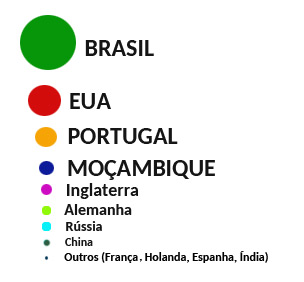 BRASIL
EUA
PORTUGAL
MOÇAMBIQUE
Inglaterra
Alemanha
Rússia
China
Outros (França, Holanda, Espanha, Índia)